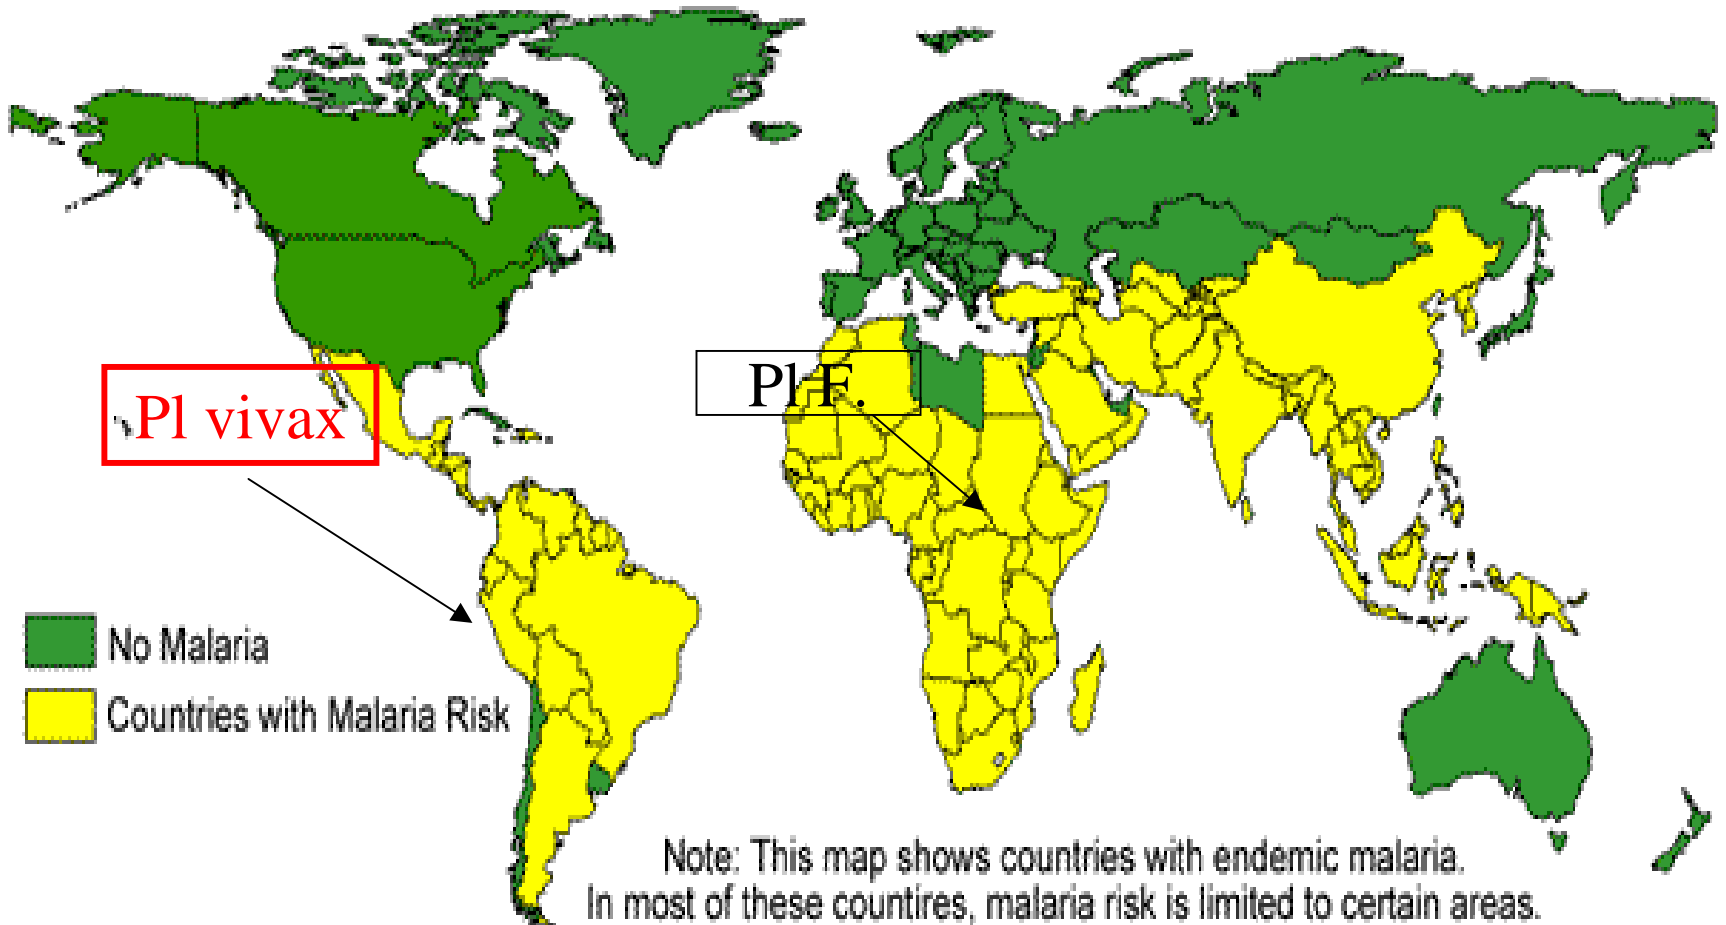 Pl vivax
Pl F.
No Malaria
Countries with Malaria Risk
Note: This map shows countries with endemic malaria.
In most of these countires, malaria risk is limited to certain areas.